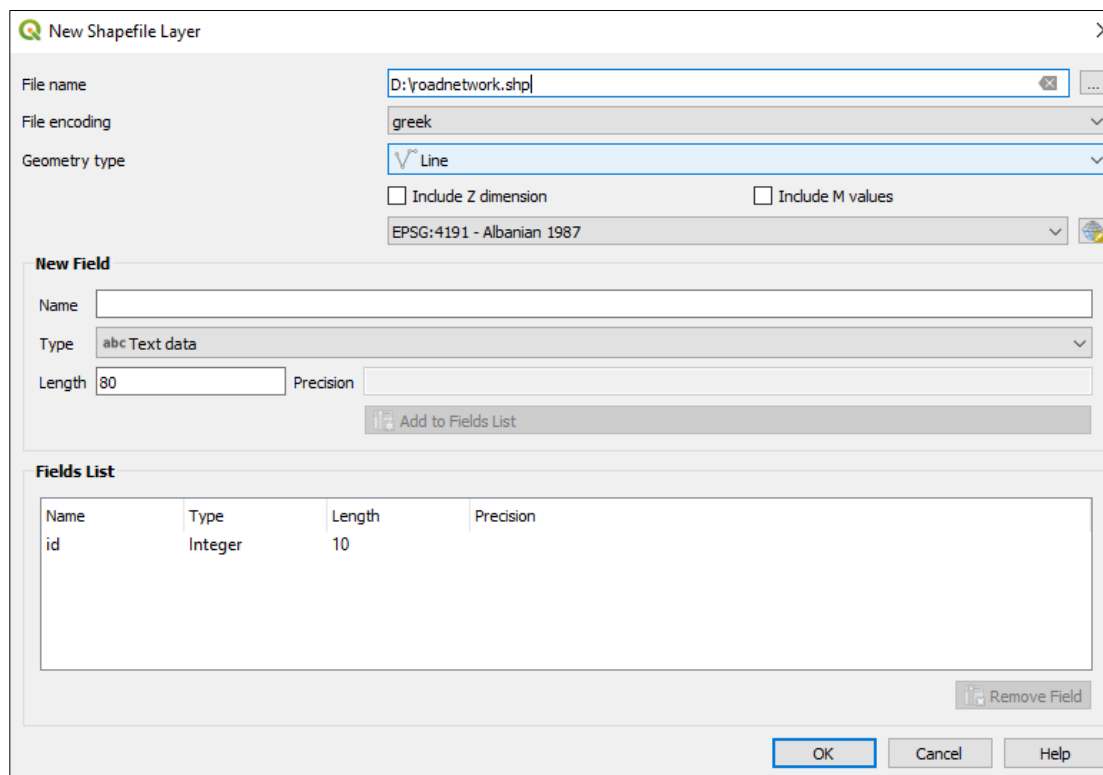 New Shapefile Layer
File name D:\roadnetwork.shp ...
File encoding greek
Geometry type Line
Include Z dimension Include M values
EPSG:4191 - Albanian 1987
New Field
Name
Type abc Text data
Length 80 Precision
Add to Fields List
Fields List
Name Type Length Precision
id Integer 10
Remove Field
OK Cancel Help